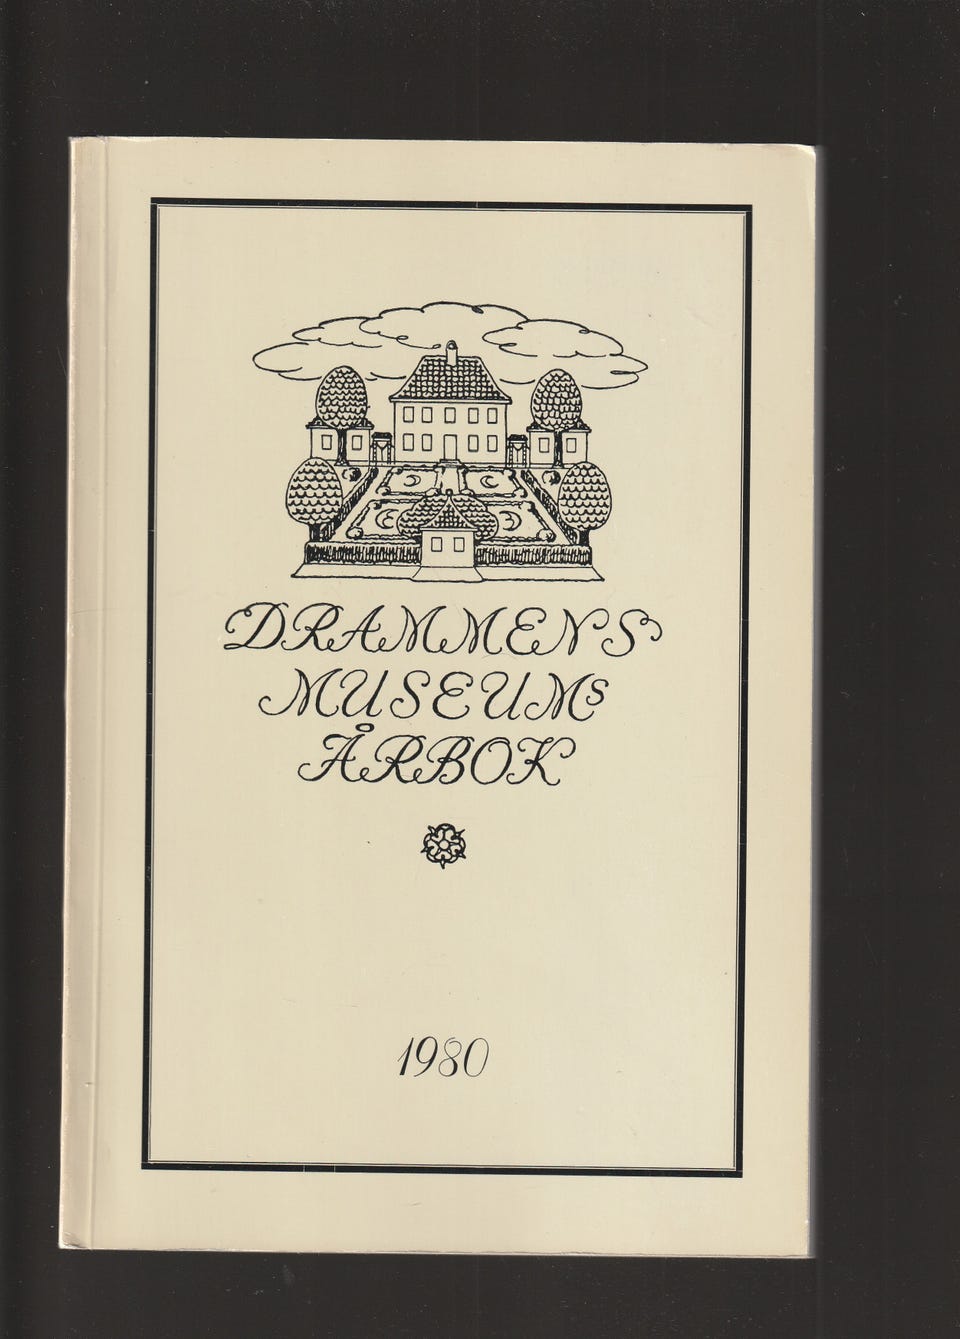 DRAMMENS
MUSEUMS
ÅRBOK
1980